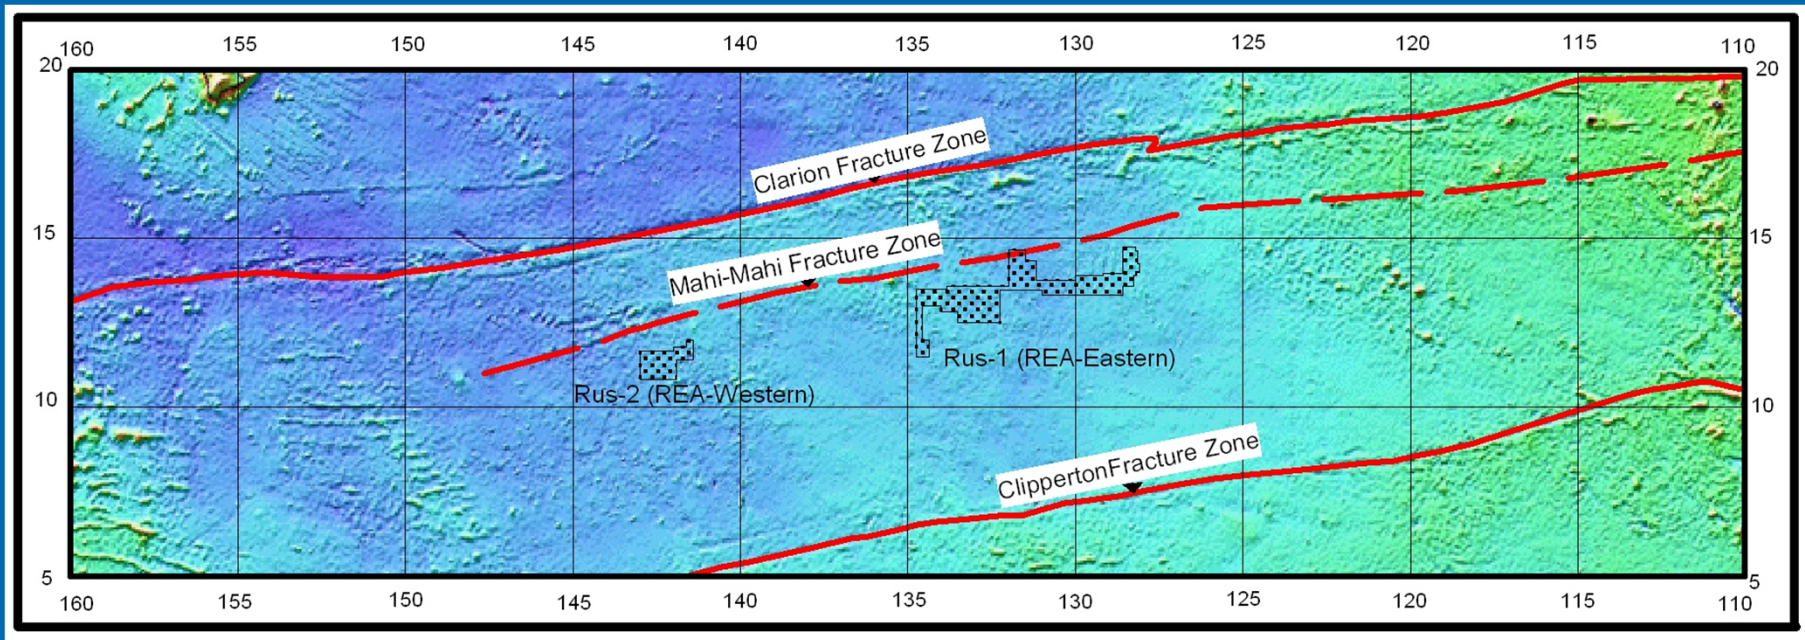 160 155 150 145 140 135 130 125 120 115 110
20 20
Clarion Fracture Zone
15 15
Mahi-Mahi Fracture Zone
Rus-1 (REA-Eastern)
Rus-2 (REA-Western)
10 10
ClippertonFracture Zone
5 5
160 155 150 145 140 135 130 125 120 115 110